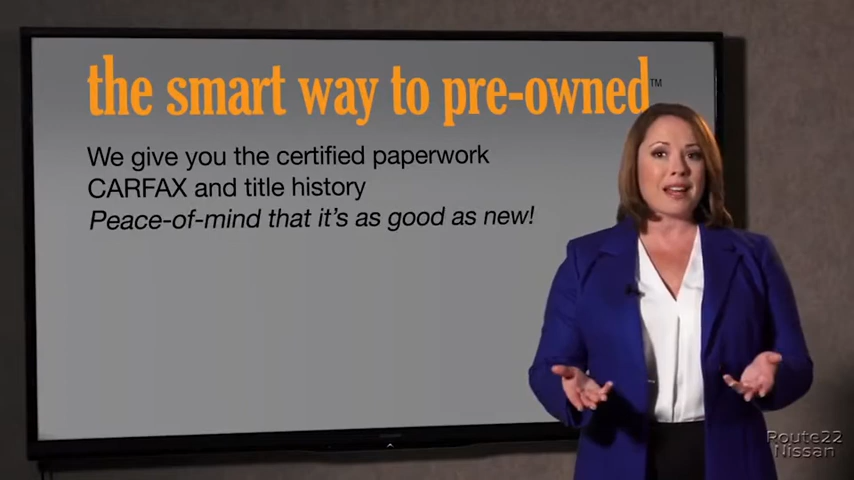 the smart way to pre-owned™
We give you the certified paperwork
CARFAX and title history
Peace-of-mind that it's as good as new!
Route22
Nissan